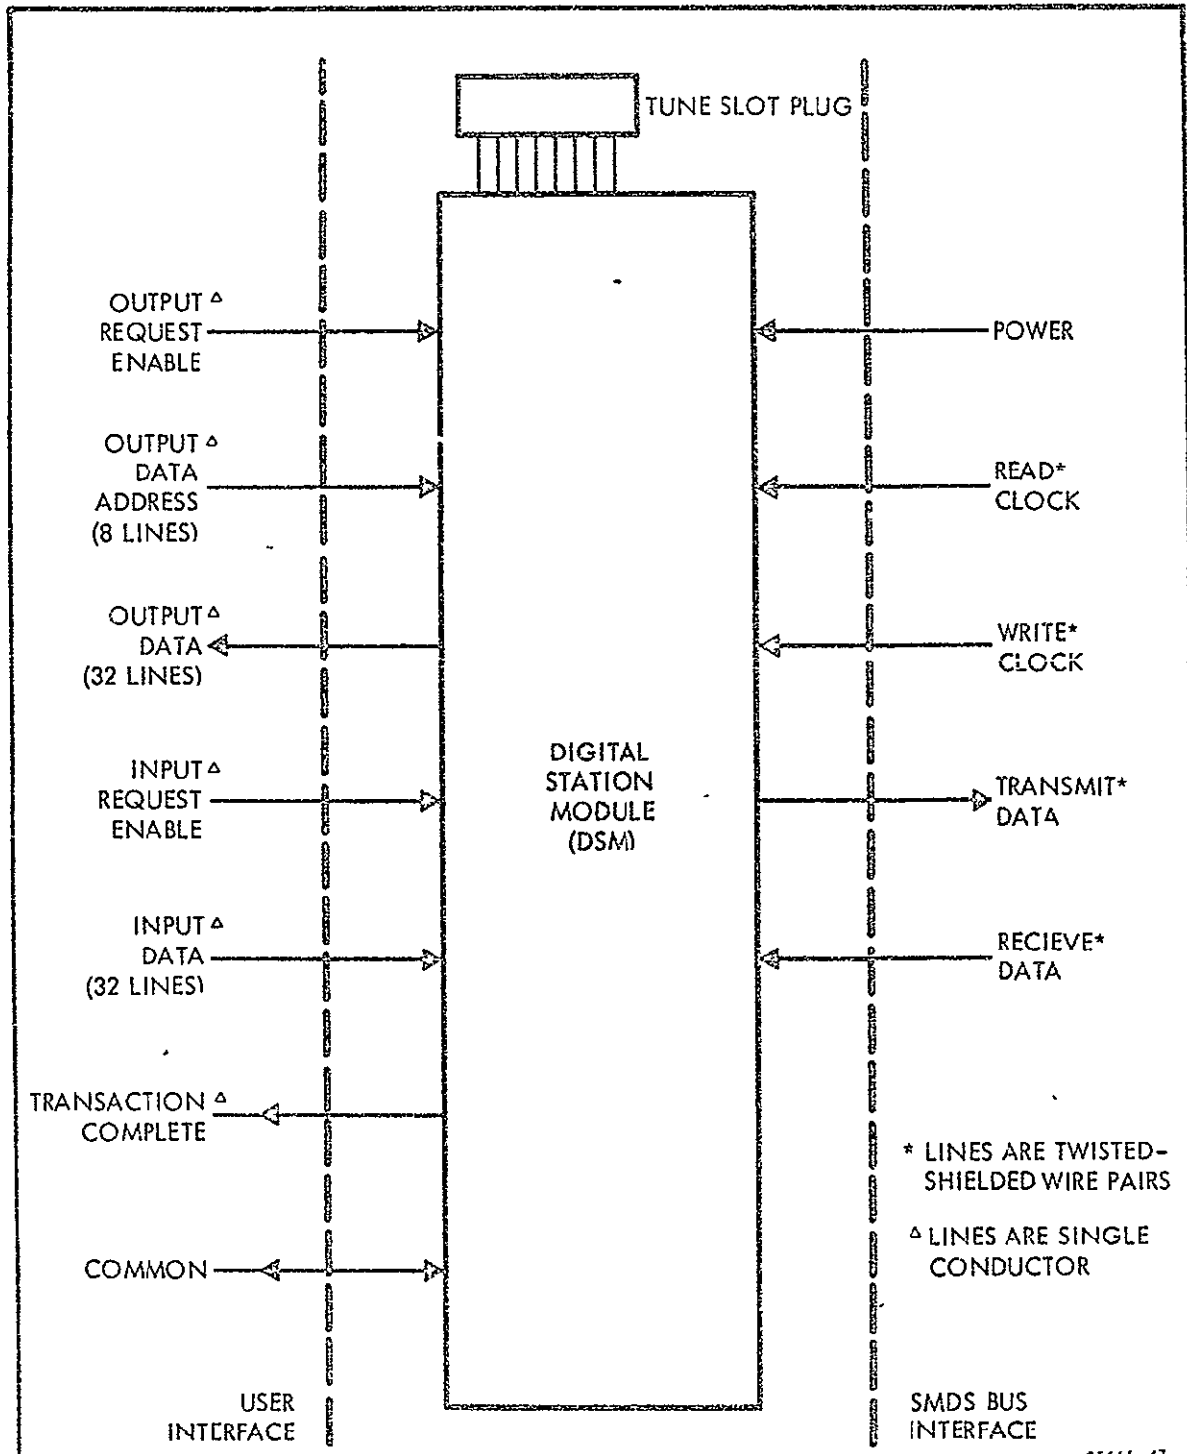 TUNE SLOT PLUG
OUTPUT Δ
REQUEST
ENABLE
OUTPUT Δ
DATA
ADDRESS
(8 LINES)
OUTPUT Δ
DATA
(32 LINES)
INPUT Δ
REQUEST
ENABLE
INPUT Δ
DATA
(32 LINES)
TRANSACTION Δ
COMPLETE
COMMON
USER
INTERFACE
DIGITAL
STATION
MODULE
(DSM)
POWER
READ*
CLOCK
WRITE*
CLOCK
TRANSMIT*
DATA
RECIEVE*
DATA
* LINES ARE TWISTED-
SHIELDED WIRE PAIRS
Δ LINES ARE SINGLE
CONDUCTOR
SMDS BUS
INTERFACE